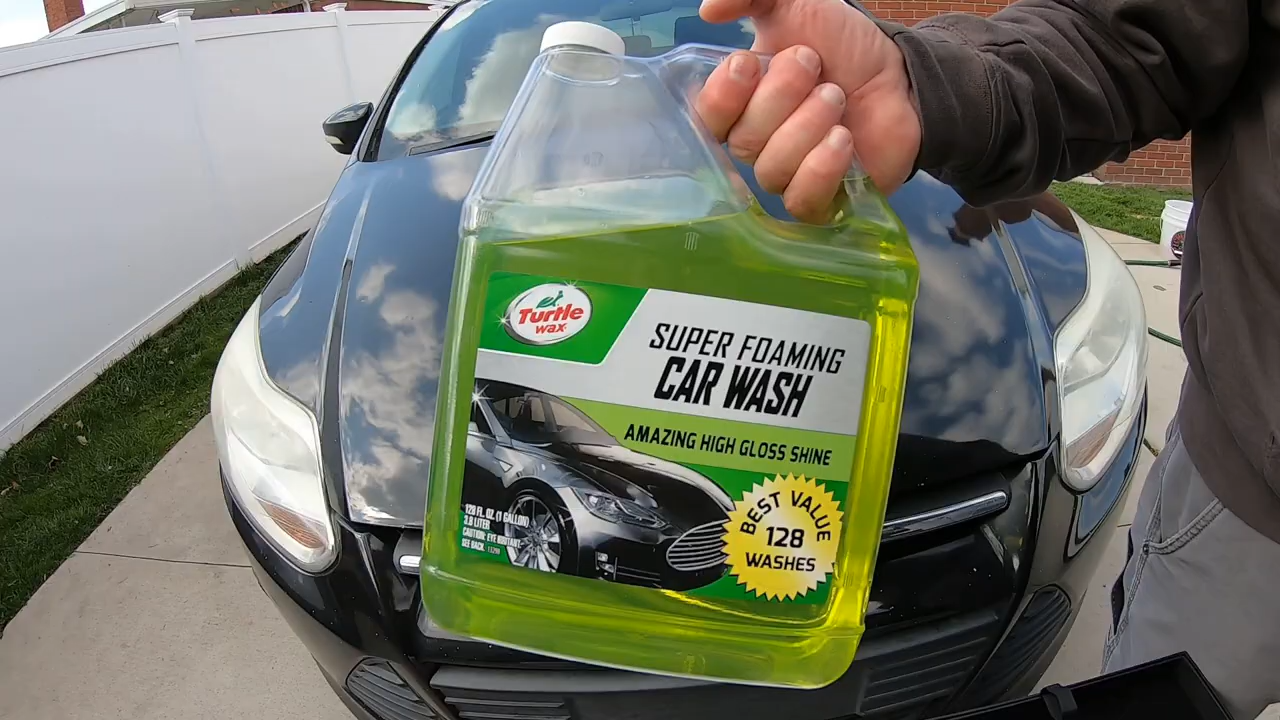 Turtle
wax
SUPER FOAMING
CAR WASH
AMAZING HIGH GLOSS SHINE
BEST VALUE
128
WASHES
128 FL. OZ. (1 GALLON)
3.8 LITER
CAUTION: EYE IRRITANT
SEE BACK.